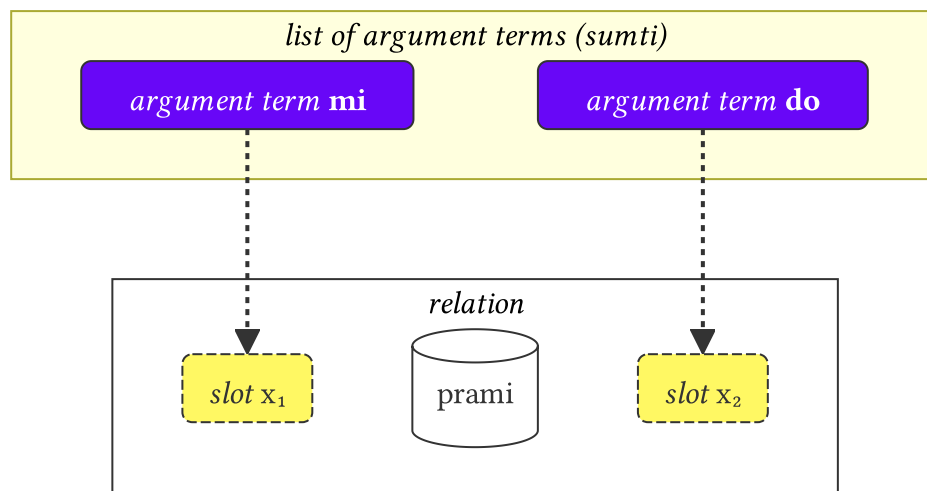 list of argument terms (sumti)
argument term mi
argument term do
relation
slot x₁
prami
slot x₂